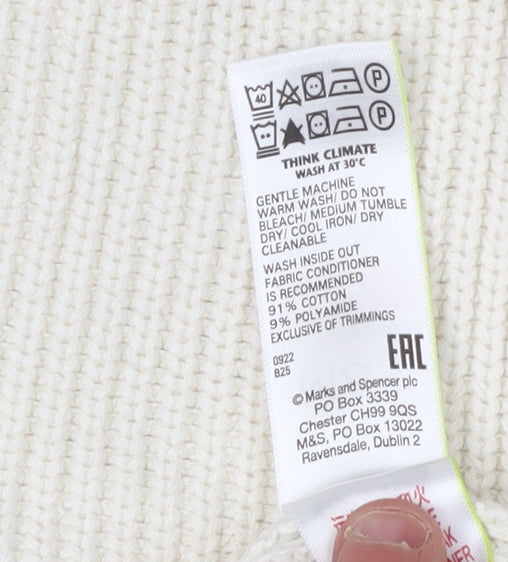 40 P
P
THINK CLIMATE
WASH AT 30°C
GENTLE MACHINE
WARM WASH/ DO NOT
BLEACH/ MEDIUM TUMBLE
DRY/ COOL IRON/ DRY
CLEANABLE
WASH INSIDE OUT
FABRIC CONDITIONER
IS RECOMMENDED
91% COTTON
9% POLYAMIDE
EXCLUSIVE OF TRIMMINGS
0922
B25
EAC
© Marks and Spencer plc
PO Box 3339
Chester CH99 9QS
M&S, PO Box 13022
Ravensdale, Dublin 2